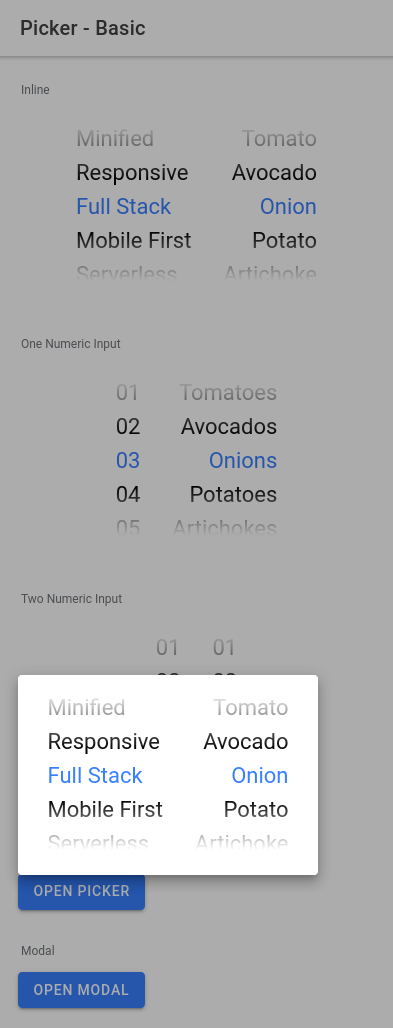 Picker - Basic
Inline
Minified Tomato
Responsive Avocado
Full Stack Onion
Mobile First Potato
Serverless Artichoke
One Numeric Input
01 Tomatoes
02 Avocados
03 Onions
04 Potatoes
05 Artichokes
Two Numeric Input
01 01
Minified Tomato
Responsive Avocado
Full Stack Onion
Mobile First Potato
Serverless Artichoke
OPEN PICKER
Modal
OPEN MODAL